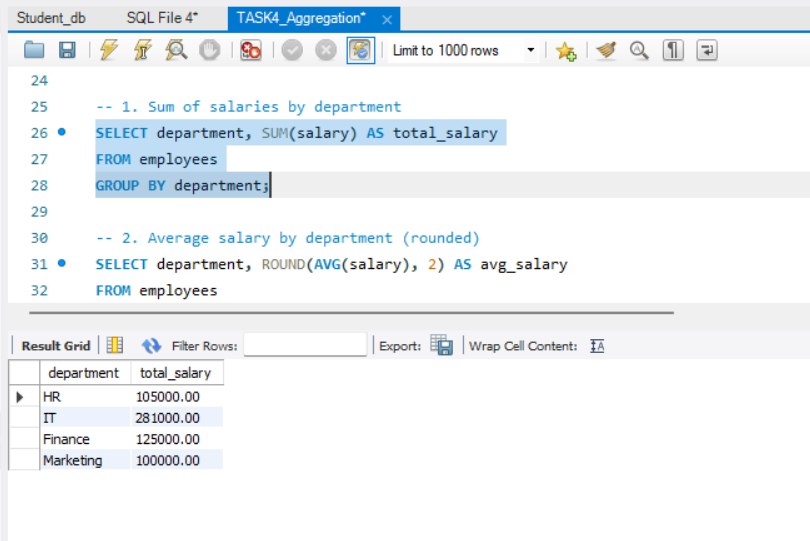 Student_db SQL File 4* TASK4_Aggregation* ×
Limit to 1000 rows
24
25 -- 1. Sum of salaries by department
26 SELECT department, SUM(salary) AS total_salary
27 FROM employees
28 GROUP BY department;
29
30 -- 2. Average salary by department (rounded)
31 SELECT department, ROUND(AVG(salary), 2) AS avg_salary
32 FROM employees
Result Grid Filter Rows: Export: Wrap Cell Content: IA
department total_salary
HR 105000.00
IT 281000.00
Finance 125000.00
Marketing 100000.00